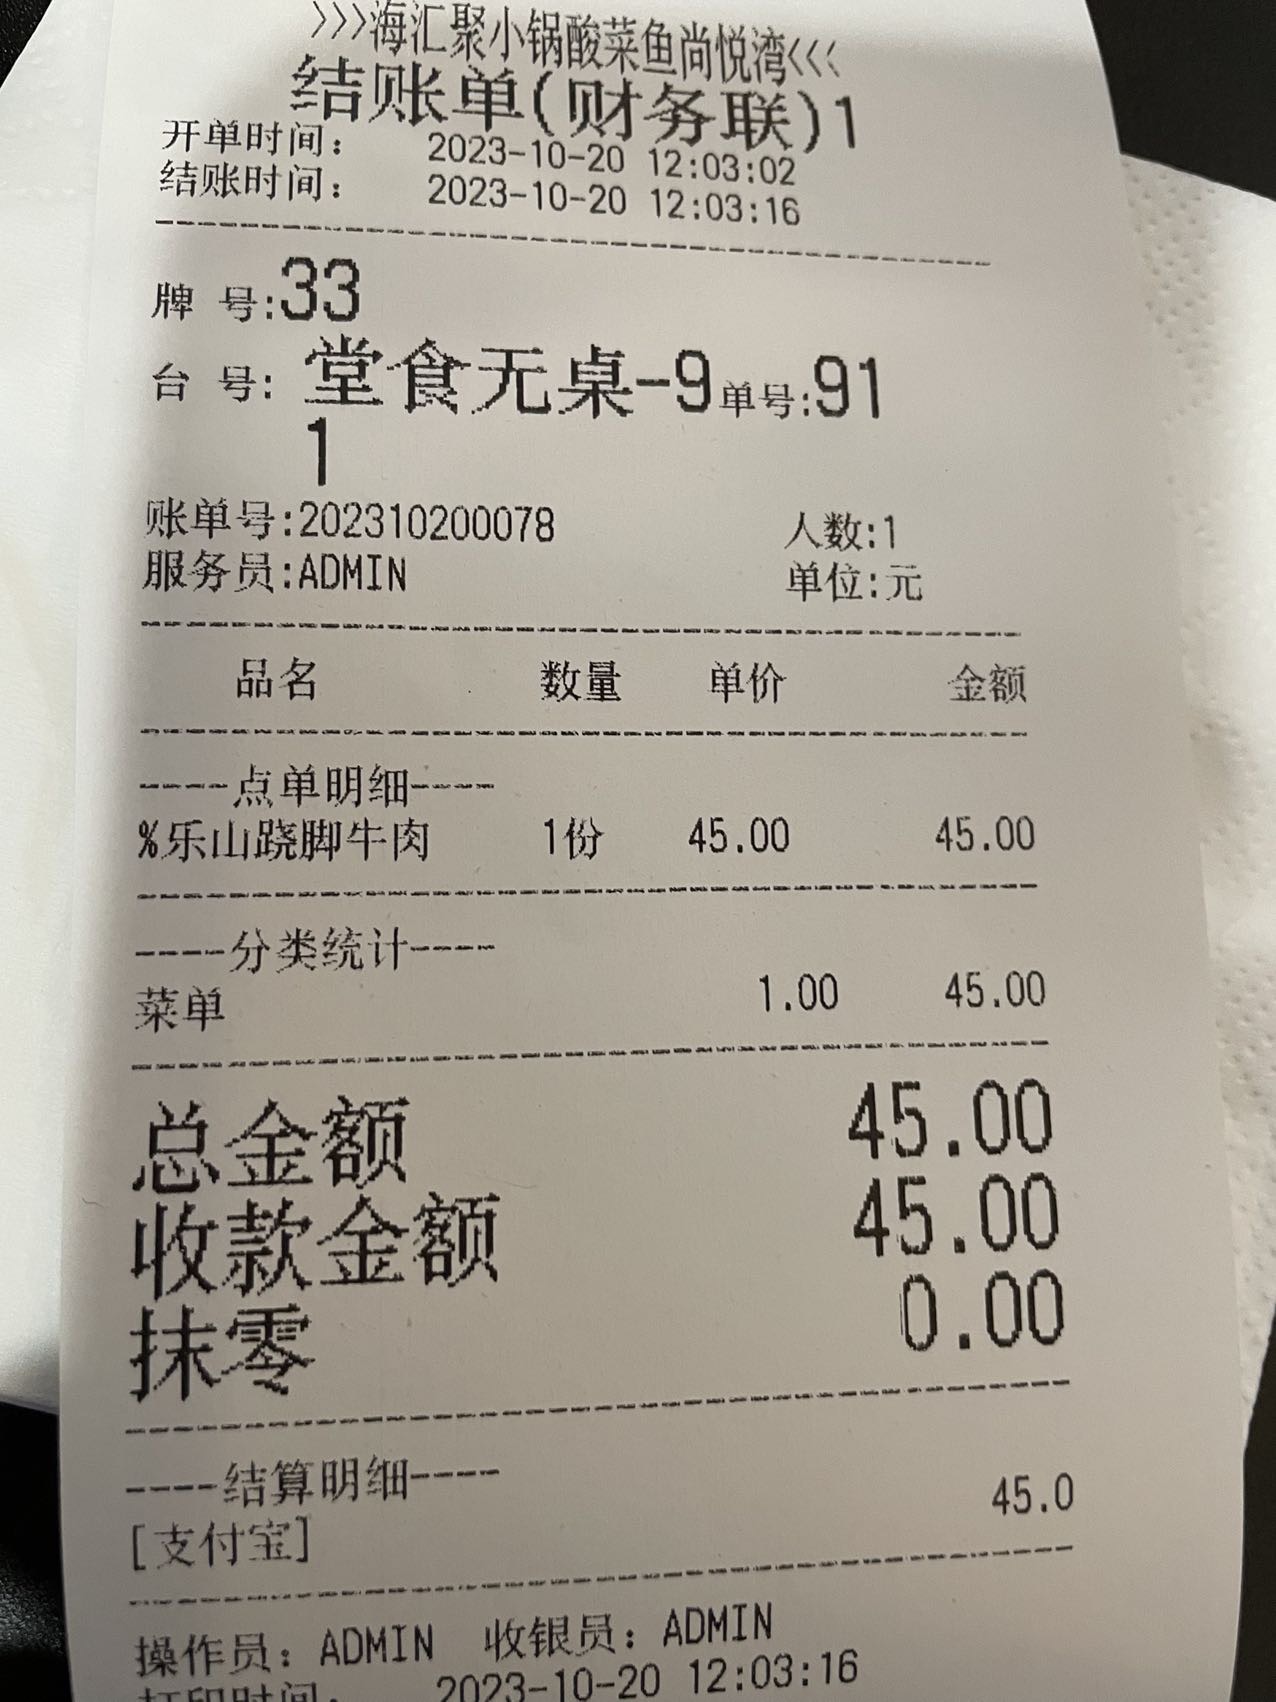 >>>海汇聚小锅酸菜鱼尚悦湾<<<
结账单(财务联)1
开单时间: 2023-10-20 12:03:02
结账时间: 2023-10-20 12:03:16
牌 号:33
台 号: 堂食无桌-9单号:91
1
账单号:202310200078 人数:1
服务员:ADMIN 单位:元
品名 数量 单价 金额
----点单明细----
%乐山跷脚牛肉 1份 45.00 45.00
----分类统计----
菜单 1.00 45.00
总金额 45.00
收款金额 45.00
抹零 0.00
----结算明细----
[支付宝] 45.0
操作员: ADMIN 收银员: ADMIN
打印时间: 2023-10-20 12:03:16